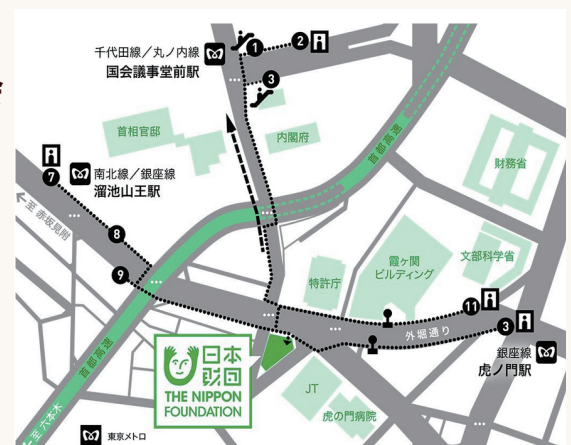 千代田線／丸ノ内線
国会議事堂前駅
1
2
3
首相官邸
内閣府
首都高速
財務省
7
南北線／銀座線
溜池山王駅
←至 赤坂見附
8
9
特許庁
霞ヶ関
ビルディング
文部科学省
11
3
外堀通り
銀座線
虎ノ門駅
首都高速
日本
財団
THE NIPPON
FOUNDATION
JT
虎の門病院
至 六本木
東京メトロ